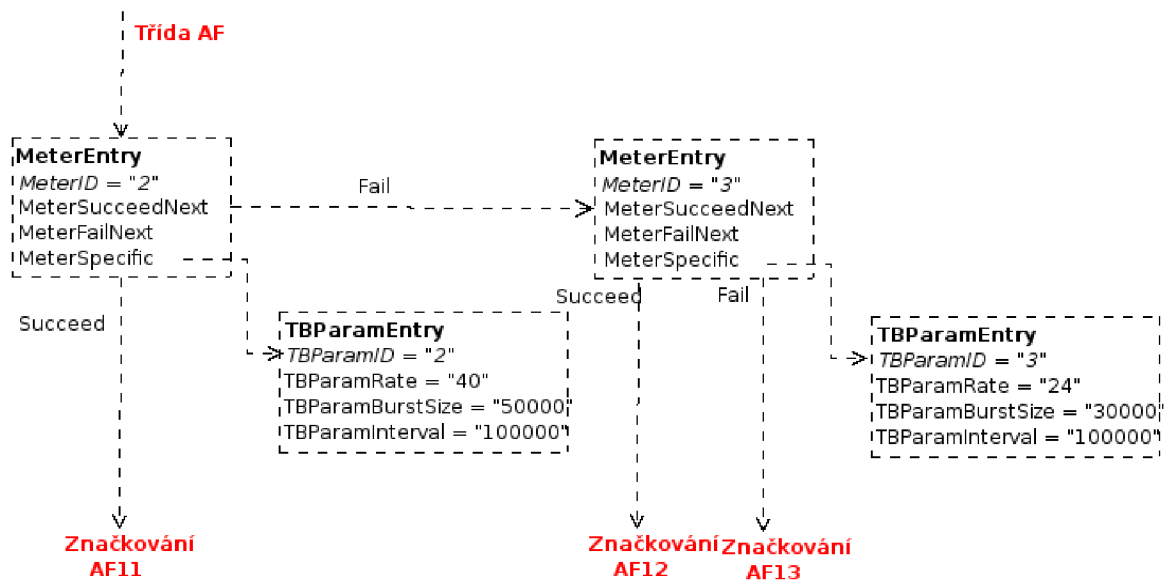 Třída AF
MeterEntry
MeterID = "2"
MeterSucceedNext
MeterFailNext
MeterSpecific
Fail
MeterEntry
MeterID = "3"
MeterSucceedNext
MeterFailNext
MeterSpecific
Succeed
Succeed
Fail
TBParamEntry
TBParamID = "2"
TBParamRate = "40"
TBParamBurstSize = "50000"
TBParamInterval = "100000"
TBParamEntry
TBParamID = "3"
TBParamRate = "24"
TBParamBurstSize = "30000"
TBParamInterval = "100000"
Značkování
AF11
Značkování
AF12
Značkování
AF13